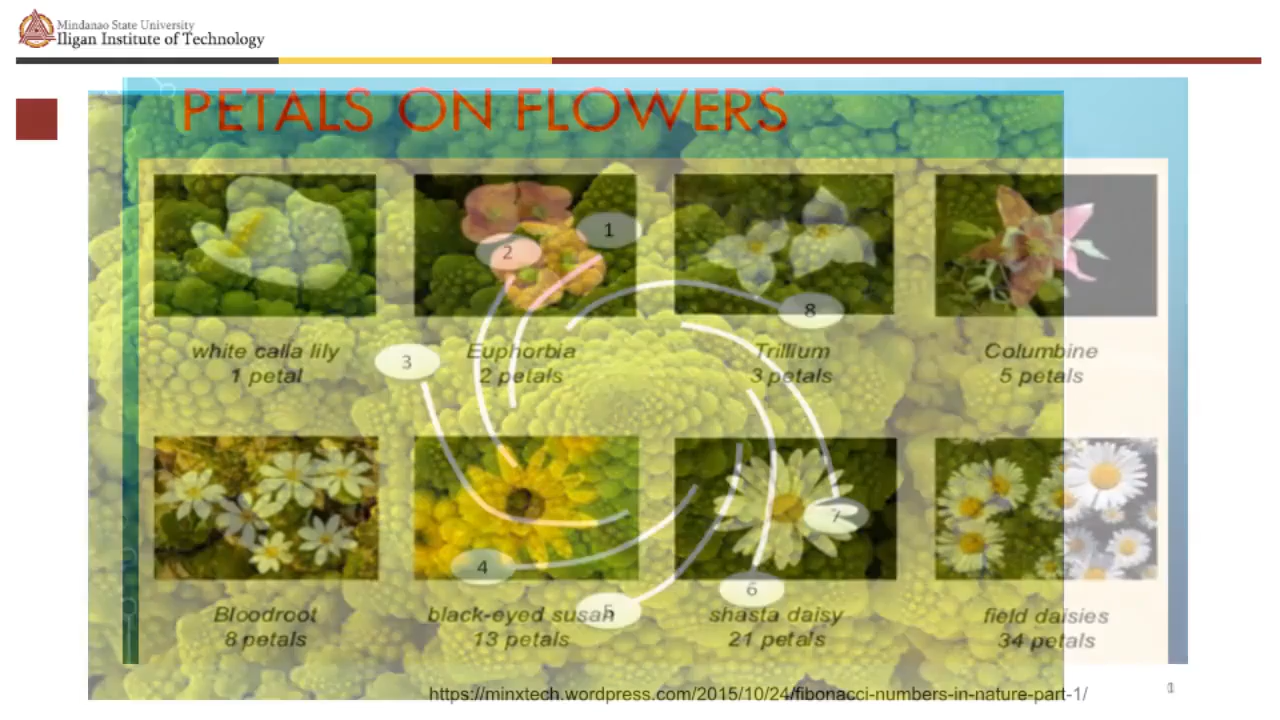 Mindanao State University
Iligan Institute of Technology
PETALS ON FLOWERS
1
2
8
white calla lily
1 petal
3
Euphorbia
2 petals
Trillium
3 petals
Columbine
5 petals
7
4
6
5
Bloodroot
8 petals
black-eyed susan
13 petals
shasta daisy
21 petals
field daisies
34 petals
https://minxtech.wordpress.com/2015/10/24/fibonacci-numbers-in-nature-part-1/